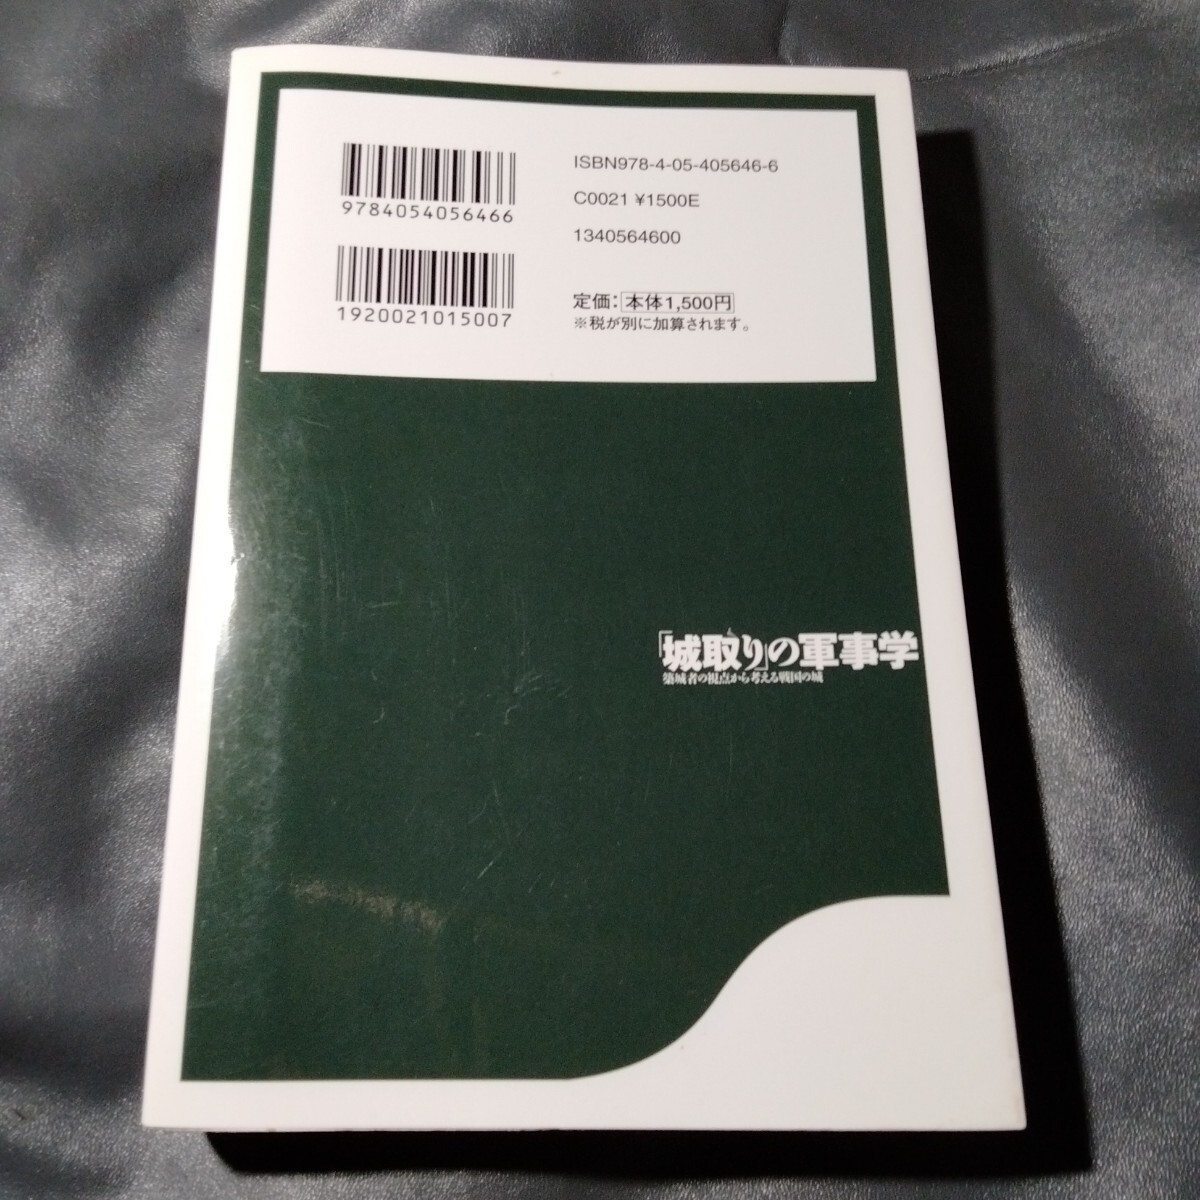 ISBN978-4-05-405646-6
9784054056466
C0021 ¥1500E
1340564600
1920021015007
定価：本体1,500円
※税が別に加算されます。
「城取り」の軍事学
築城者の視点から考える戦国の城